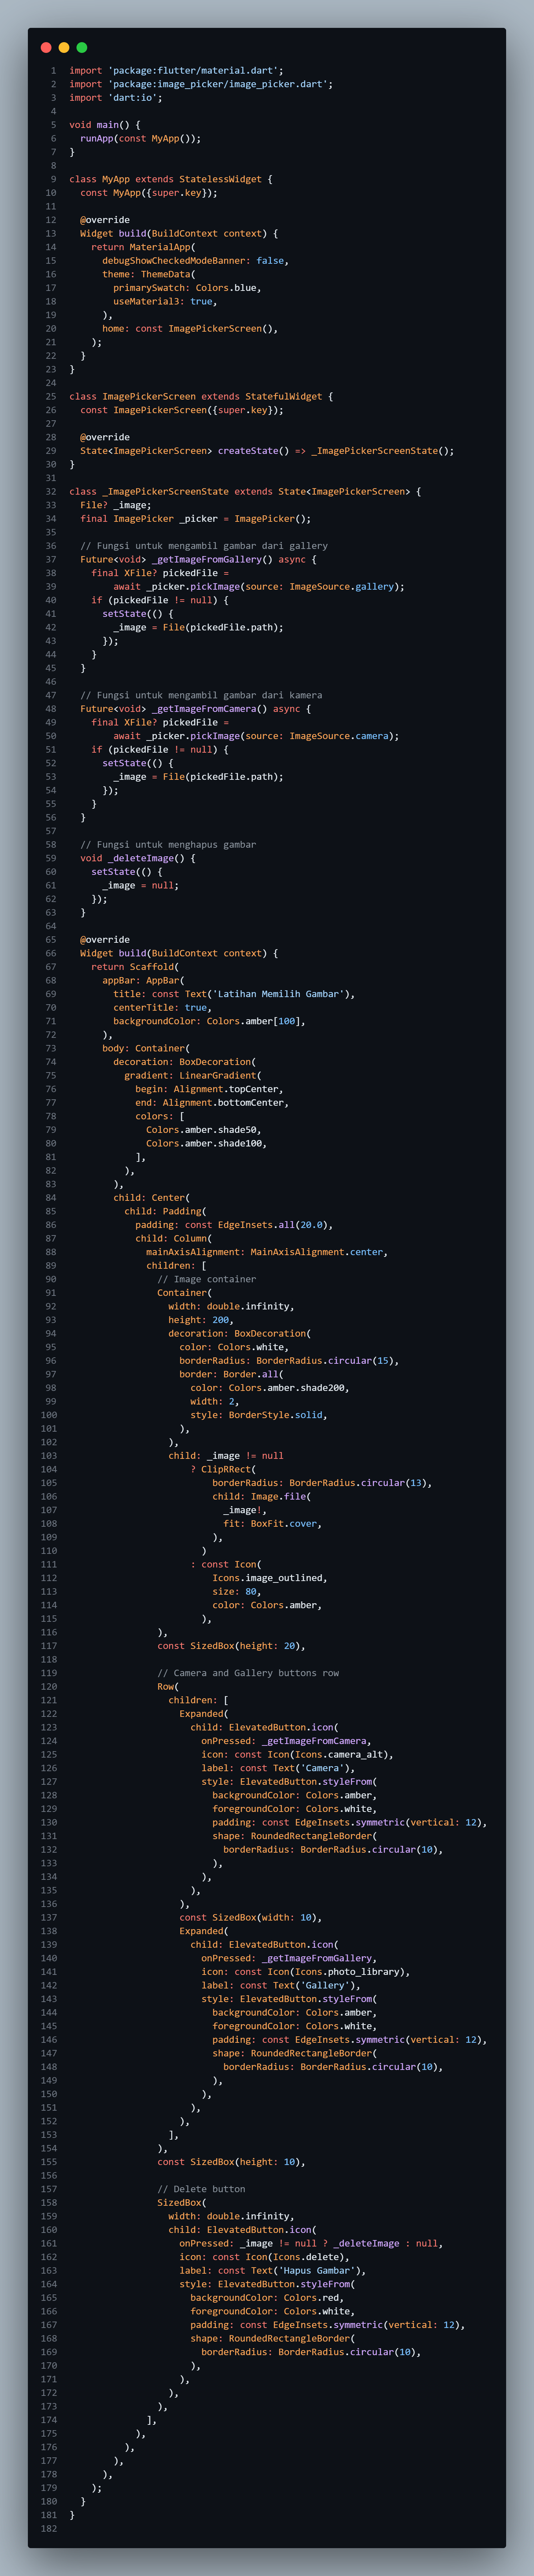 1 import 'package:flutter/material.dart';
2 import 'package:image_picker/image_picker.dart';
3 import 'dart:io';
4
5 void main() {
6   runApp(const MyApp());
7 }
8
9 class MyApp extends StatelessWidget {
10   const MyApp({super.key});
11
12   @override
13   Widget build(BuildContext context) {
14     return MaterialApp(
15       debugShowCheckedModeBanner: false,
16       theme: ThemeData(
17         primarySwatch: Colors.blue,
18         useMaterial3: true,
19       ),
20       home: const ImagePickerScreen(),
21     );
22   }
23 }
24
25 class ImagePickerScreen extends StatefulWidget {
26   const ImagePickerScreen({super.key});
27
28   @override
29   State<ImagePickerScreen> createState() => _ImagePickerScreenState();
30 }
31
32 class _ImagePickerScreenState extends State<ImagePickerScreen> {
33   File? _image;
34   final ImagePicker _picker = ImagePicker();
35
36   // Fungsi untuk mengambil gambar dari gallery
37   Future<void> _getImageFromGallery() async {
38     final XFile? pickedFile =
39         await _picker.pickImage(source: ImageSource.gallery);
40     if (pickedFile != null) {
41       setState(() {
42         _image = File(pickedFile.path);
43       });
44     }
45   }
46
47   // Fungsi untuk mengambil gambar dari kamera
48   Future<void> _getImageFromCamera() async {
49     final XFile? pickedFile =
50         await _picker.pickImage(source: ImageSource.camera);
51     if (pickedFile != null) {
52       setState(() {
53         _image = File(pickedFile.path);
54       });
55     }
56   }
57
58   // Fungsi untuk menghapus gambar
59   void _deleteImage() {
60     setState(() {
61       _image = null;
62     });
63   }
64
65   @override
66   Widget build(BuildContext context) {
67     return Scaffold(
68       appBar: AppBar(
69         title: const Text('Latihan Memilih Gambar'),
70         centerTitle: true,
71         backgroundColor: Colors.amber[100],
72       ),
73       body: Container(
74         decoration: BoxDecoration(
75           gradient: LinearGradient(
76             begin: Alignment.topCenter,
77             end: Alignment.bottomCenter,
78             colors: [
79               Colors.amber.shade50,
80               Colors.amber.shade100,
81             ],
82           ),
83         ),
84         child: Center(
85           child: Padding(
86             padding: const EdgeInsets.all(20.0),
87             child: Column(
88               mainAxisAlignment: MainAxisAlignment.center,
89               children: [
90                 // Image container
91                 Container(
92                   width: double.infinity,
93                   height: 200,
94                   decoration: BoxDecoration(
95                     color: Colors.white,
96                     borderRadius: BorderRadius.circular(15),
97                     border: Border.all(
98                       color: Colors.amber.shade200,
99                       width: 2,
100                       style: BorderStyle.solid,
101                     ),
102                   ),
103                   child: _image != null
104                       ? ClipRRect(
105                           borderRadius: BorderRadius.circular(13),
106                           child: Image.file(
107                             _image!,
108                             fit: BoxFit.cover,
109                           ),
110                         )
111                       : const Icon(
112                           Icons.image_outlined,
113                           size: 80,
114                           color: Colors.amber,
115                         ),
116                 ),
117                 const SizedBox(height: 20),
118
119                 // Camera and Gallery buttons row
120                 Row(
121                   children: [
122                     Expanded(
123                       child: ElevatedButton.icon(
124                         onPressed: _getImageFromCamera,
125                         icon: const Icon(Icons.camera_alt),
126                         label: const Text('Camera'),
127                         style: ElevatedButton.styleFrom(
128                           backgroundColor: Colors.amber,
129                           foregroundColor: Colors.white,
130                           padding: const EdgeInsets.symmetric(vertical: 12),
131                           shape: RoundedRectangleBorder(
132                             borderRadius: BorderRadius.circular(10),
133                           ),
134                         ),
135                       ),
136                     ),
137                     const SizedBox(width: 10),
138                     Expanded(
139                       child: ElevatedButton.icon(
140                         onPressed: _getImageFromGallery,
141                         icon: const Icon(Icons.photo_library),
142                         label: const Text('Gallery'),
143                         style: ElevatedButton.styleFrom(
144                           backgroundColor: Colors.amber,
145                           foregroundColor: Colors.white,
146                           padding: const EdgeInsets.symmetric(vertical: 12),
147                           shape: RoundedRectangleBorder(
148                             borderRadius: BorderRadius.circular(10),
149                           ),
150                         ),
151                       ),
152                     ),
153                   ],
154                 ),
155                 const SizedBox(height: 10),
156
157                 // Delete button
158                 SizedBox(
159                   width: double.infinity,
160                   child: ElevatedButton.icon(
161                     onPressed: _image != null ? _deleteImage : null,
162                     icon: const Icon(Icons.delete),
163                     label: const Text('Hapus Gambar'),
164                     style: ElevatedButton.styleFrom(
165                       backgroundColor: Colors.red,
166                       foregroundColor: Colors.white,
167                       padding: const EdgeInsets.symmetric(vertical: 12),
168                       shape: RoundedRectangleBorder(
169                         borderRadius: BorderRadius.circular(10),
170                       ),
171                     ),
172                   ),
173                 ),
174               ],
175             ),
176           ),
177         ),
178       ),
179     );
180   }
181 }
182